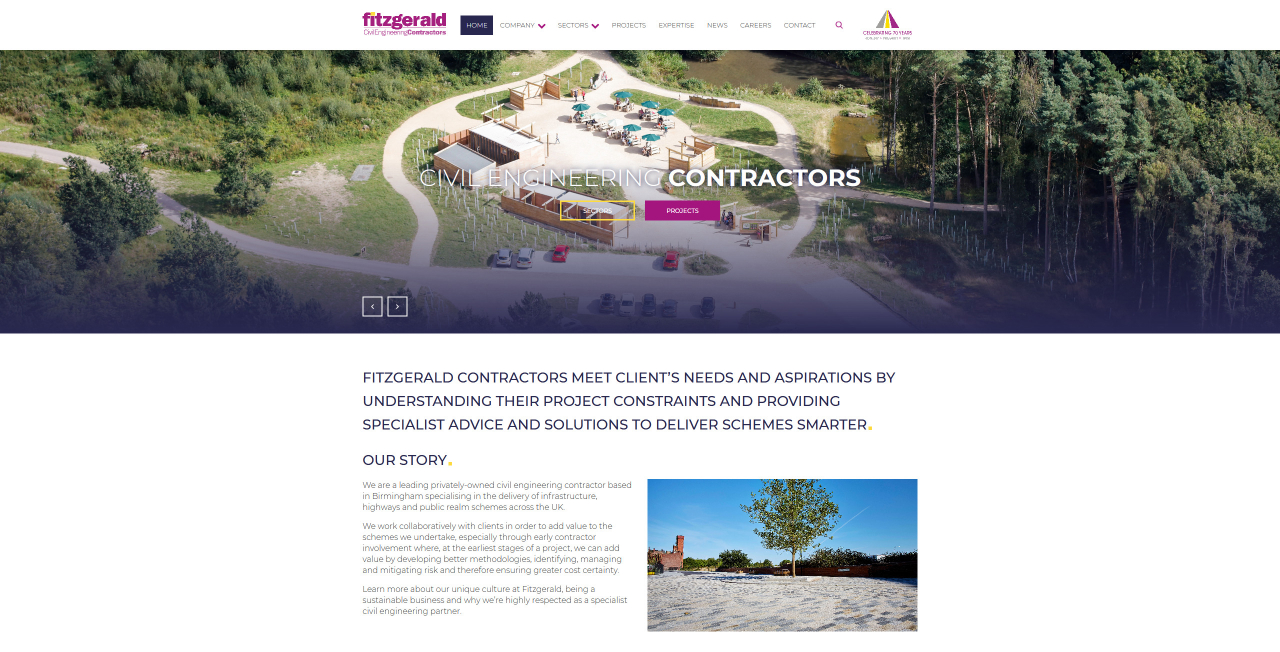 fitzgerald
CivilEngineeringContractors
HOME
COMPANY
SECTORS
PROJECTS
EXPERTISE
NEWS
CAREERS
CONTACT
CELEBRATING 70 YEARS
CIVIL ENGINEERING CONTRACTORS
SECTORS
PROJECTS
FITZGERALD CONTRACTORS MEET CLIENT’S NEEDS AND ASPIRATIONS BY
UNDERSTANDING THEIR PROJECT CONSTRAINTS AND PROVIDING
SPECIALIST ADVICE AND SOLUTIONS TO DELIVER SCHEMES SMARTER.
OUR STORY.
We are a leading privately-owned civil engineering contractor based
in Birmingham specialising in the delivery of infrastructure,
highways and public realm schemes across the UK.
We work collaboratively with clients in order to add value to the
schemes we undertake, especially through early contractor
involvement where, at the earliest stages of a project, we can add
value by developing better methodologies, identifying, managing
and mitigating risk and therefore ensuring greater cost certainty.
Learn more about our unique culture at Fitzgerald, being a
sustainable business and why we’re highly respected as a specialist
civil engineering partner.